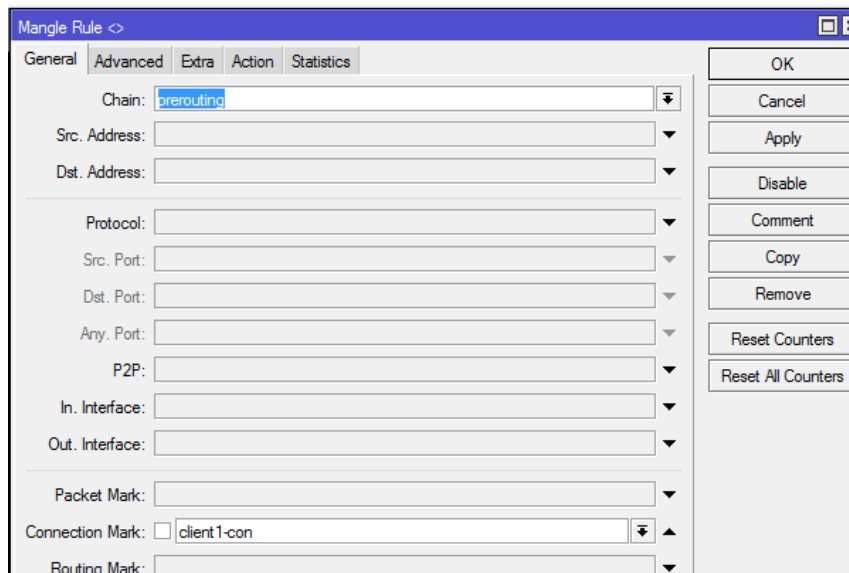 Mangle Rule <>
General Advanced Extra Action Statistics
OK
Chain: prerouting
Cancel
Src. Address:
Apply
Dst. Address:
Disable
Protocol:
Comment
Src. Port:
Copy
Dst. Port:
Remove
Any. Port:
Reset Counters
P2P:
Reset All Counters
In. Interface:
Out. Interface:
Packet Mark:
Connection Mark: client1-con
Routing Mark: